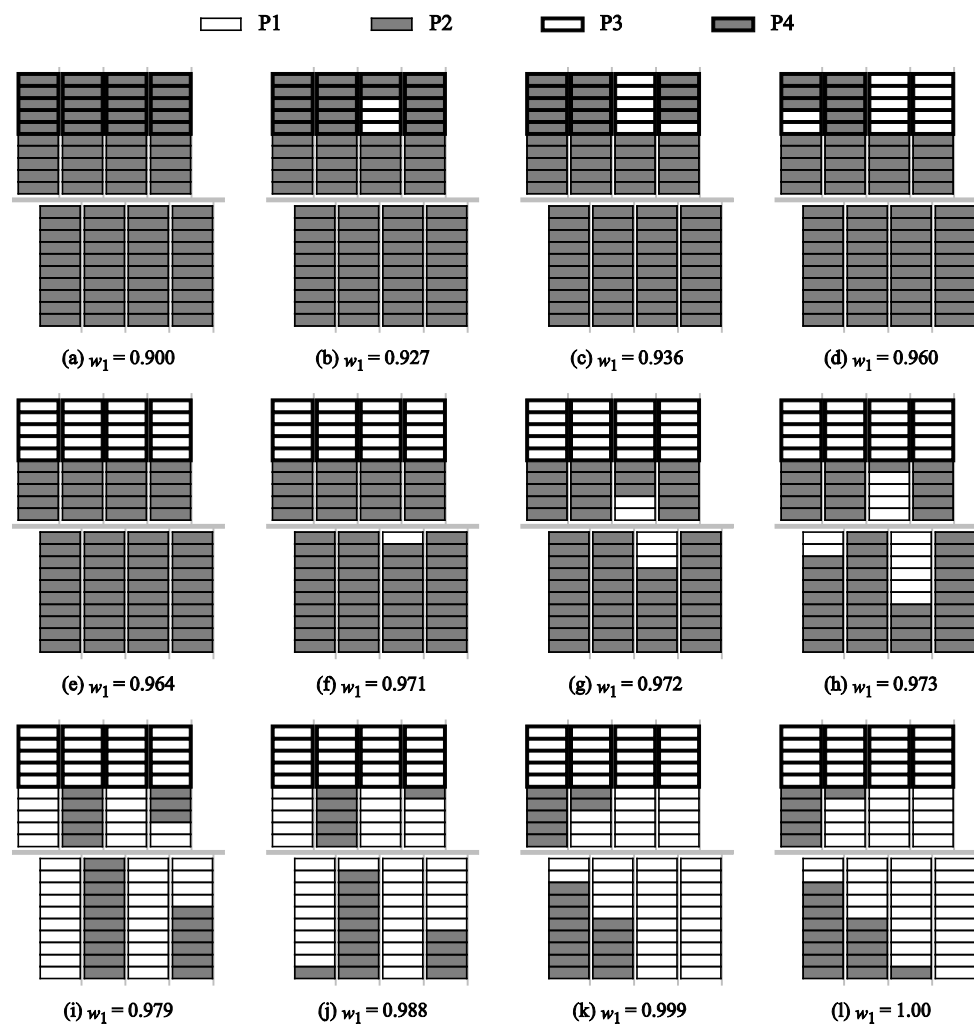 P1 P2 P3 P4
(a) w₁ = 0.900 (b) w₁ = 0.927 (c) w₁ = 0.936 (d) w₁ = 0.960
(e) w₁ = 0.964 (f) w₁ = 0.971 (g) w₁ = 0.972 (h) w₁ = 0.973
(i) w₁ = 0.979 (j) w₁ = 0.988 (k) w₁ = 0.999 (l) w₁ = 1.00